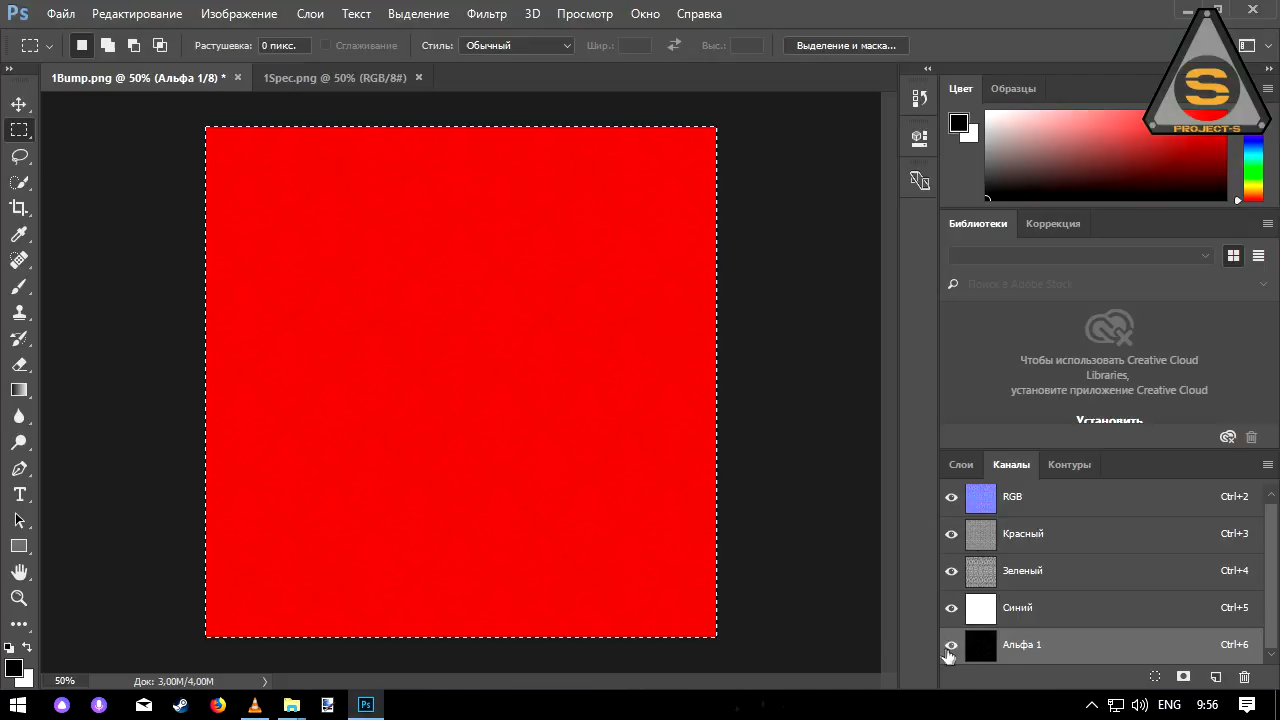 Ps Файл Редактирование Изображение Слои Текст Выделение Фильтр 3D Просмотр Окно Справка
Растушевка: 0 пикс. Сглаживание Стиль: Обычный Шир.: Выс.: Выделение и маска...
1Bump.png @ 50% (Альфа 1/8) * × 1Spec.png @ 50% (RGB/8#) ×
Цвет Образцы
S
PROJECT-S
Библиотеки Коррекция
Поиск в Adobe Stock
Чтобы использовать Creative Cloud
Libraries,
установите приложение Creative Cloud
Установить
Слои Каналы Контуры
RGB Ctrl+2
Красный Ctrl+3
Зеленый Ctrl+4
Синий Ctrl+5
Альфа 1 Ctrl+6
50% Док: 3,00M/4,00M
Ps ENG 9:56